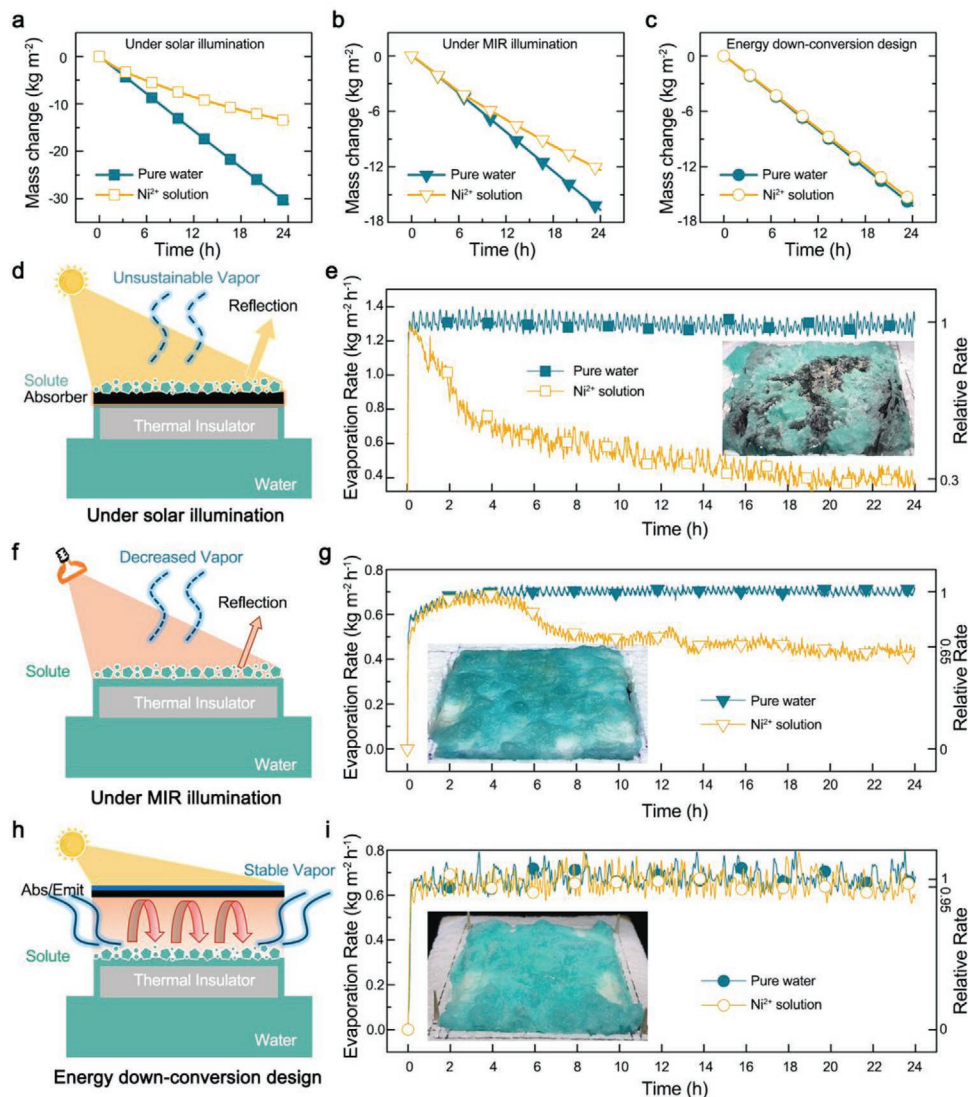 a
Under solar illumination
Mass change (kg m⁻²)
0
-10
-20
-30
Pure water
Ni²⁺ solution
0 6 12 18 24
Time (h)
b
Under MIR illumination
Mass change (kg m⁻²)
0
-6
-12
-18
Pure water
Ni²⁺ solution
0 6 12 18 24
Time (h)
c
Energy down-conversion design
Mass change (kg m⁻²)
0
-6
-12
-18
Pure water
Ni²⁺ solution
0 6 12 18 24
Time (h)
d
Unsustainable Vapor
Reflection
Solute
Absorber
Thermal Insulator
Water
Under solar illumination
e
Evaporation Rate (kg m⁻² h⁻¹)
1.4
1.2
1.0
0.8
0.6
0.4
Pure water
Ni²⁺ solution
1
0.3
Relative Rate
0 2 4 6 8 10 12 14 16 18 20 22 24
Time (h)
f
Decreased Vapor
Reflection
Solute
Thermal Insulator
Water
Under MIR illumination
g
Evaporation Rate (kg m⁻² h⁻¹)
0.8
0.6
0.4
0.2
0.0
Pure water
Ni²⁺ solution
1
0.65
0
Relative Rate
0 2 4 6 8 10 12 14 16 18 20 22 24
Time (h)
h
Stable Vapor
Abs/Emit
Solute
Thermal Insulator
Water
Energy down-conversion design
i
Evaporation Rate (kg m⁻² h⁻¹)
0.8
0.6
0.4
0.2
0.0
Pure water
Ni²⁺ solution
1
0.95
0
Relative Rate
0 2 4 6 8 10 12 14 16 18 20 22 24
Time (h)